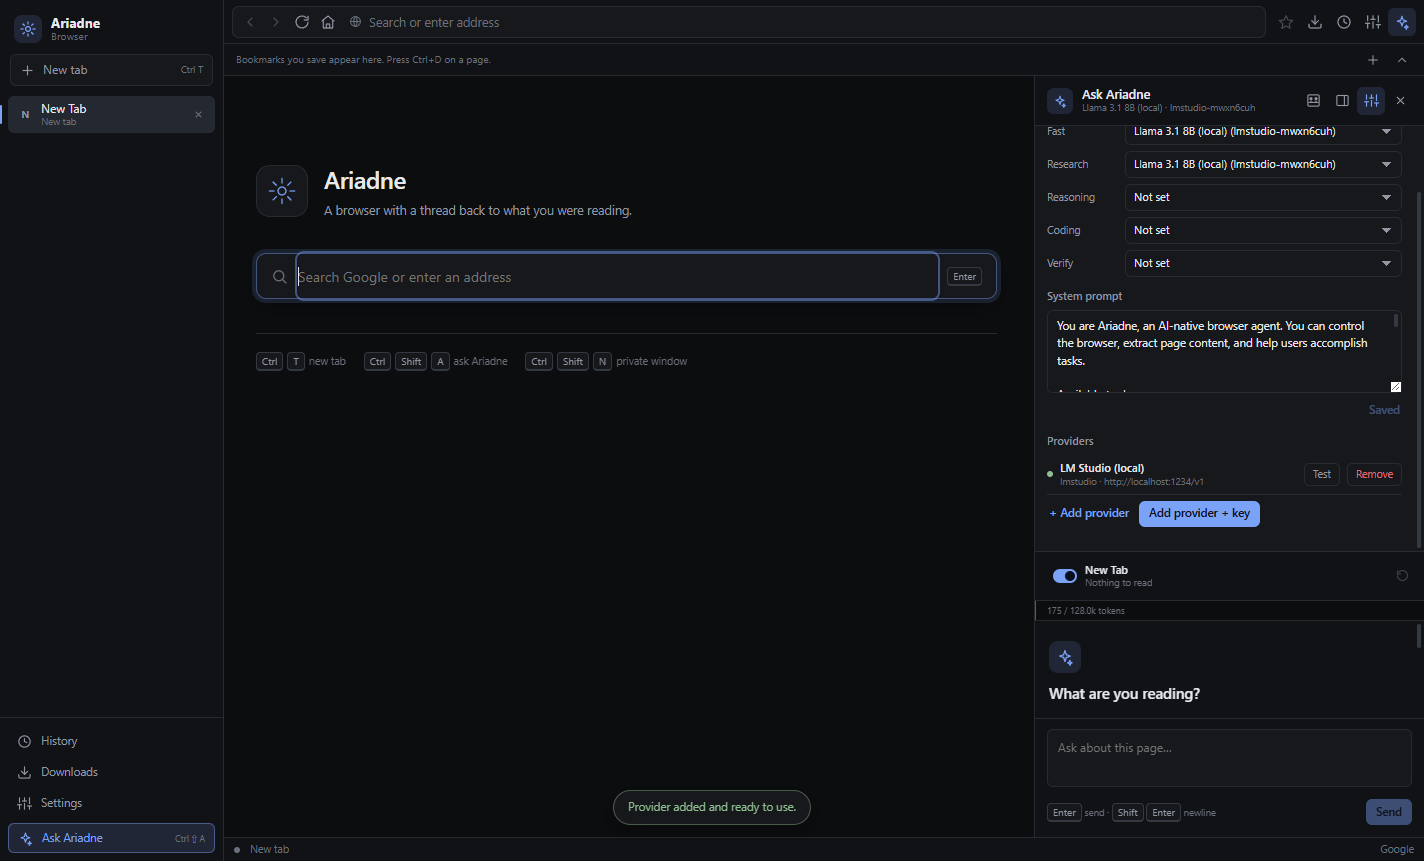 Ariadne
Browser
New tab
Ctrl T
N
New Tab
New tab
History
Downloads
Settings
Ask Ariadne
Ctrl ⇧ A
Search or enter address
Bookmarks you save appear here. Press Ctrl+D on a page.
Ariadne
A browser with a thread back to what you were reading.
Search Google or enter an address
Enter
Ctrl T new tab Ctrl Shift A ask Ariadne Ctrl Shift N private window
Provider added and ready to use.
Ask Ariadne
Llama 3.1 8B (local) · lmstudio-mwxn6cuh
Fast Llama 3.1 8B (local) (lmstudio-mwxn6cuh)
Research Llama 3.1 8B (local) (lmstudio-mwxn6cuh)
Reasoning Not set
Coding Not set
Verify Not set
System prompt
You are Ariadne, an AI-native browser agent. You can control
the browser, extract page content, and help users accomplish
tasks.
Saved
Providers
LM Studio (local)
lmstudio · http://localhost:1234/v1
Test
Remove
+ Add provider
Add provider + key
New Tab
Nothing to read
175 / 128.0k tokens
What are you reading?
Ask about this page...
Enter send · Shift Enter newline
Send
New tab
Google